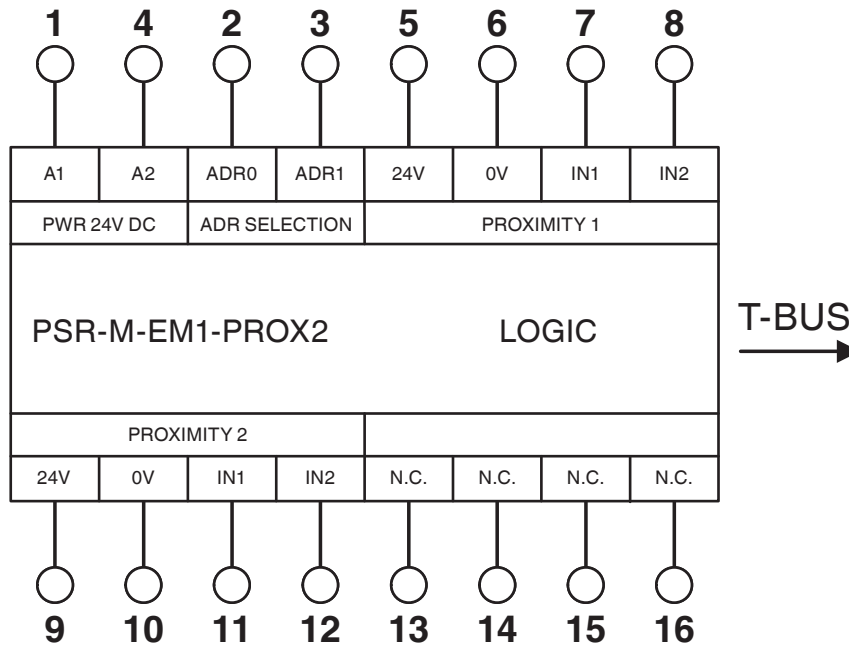 1 4 2 3 5 6 7 8
A1 A2 ADR0 ADR1 24V 0V IN1 IN2
PWR 24V DC ADR SELECTION PROXIMITY 1
PSR-M-EM1-PROX2 LOGIC T-BUS
PROXIMITY 2
24V 0V IN1 IN2 N.C. N.C. N.C. N.C.
9 10 11 12 13 14 15 16